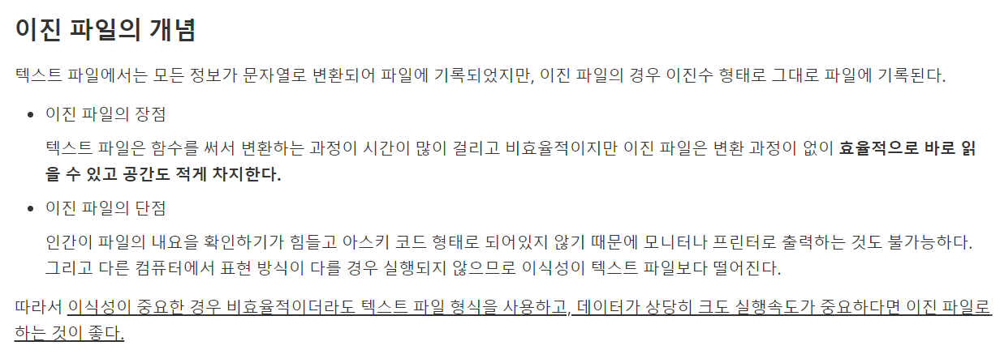 이진 파일의 개념
텍스트 파일에서는 모든 정보가 문자열로 변환되어 파일에 기록되었지만, 이진 파일의 경우 이진수 형태로 그대로 파일에 기록된다.
• 이진 파일의 장점
텍스트 파일은 함수를 써서 변환하는 과정이 시간이 많이 걸리고 비효율적이지만 이진 파일은 변환 과정이 없이 효율적으로 바로 읽
을 수 있고 공간도 적게 차지한다.
• 이진 파일의 단점
인간이 파일의 내요을 확인하기가 힘들고 아스키 코드 형태로 되어있지 않기 때문에 모니터나 프린터로 출력하는 것도 불가능하다.
그리고 다른 컴퓨터에서 표현 방식이 다를 경우 실행되지 않으므로 이식성이 텍스트 파일보다 떨어진다.
따라서 이식성이 중요한 경우 비효율적이더라도 텍스트 파일 형식을 사용하고, 데이터가 상당히 크도 실행속도가 중요하다면 이진 파일로
하는 것이 좋다.